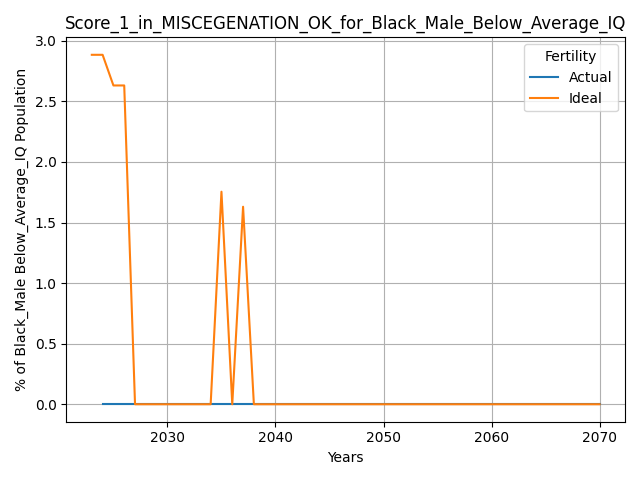 Score_1_in_MISCEGENATION_OK_for_Black_Male_Below_Average_IQ
% of Black_Male Below_Average_IQ Population
3.0
2.5
2.0
1.5
1.0
0.5
0.0
Fertility
Actual
Ideal
2030 2040 2050 2060 2070
Years